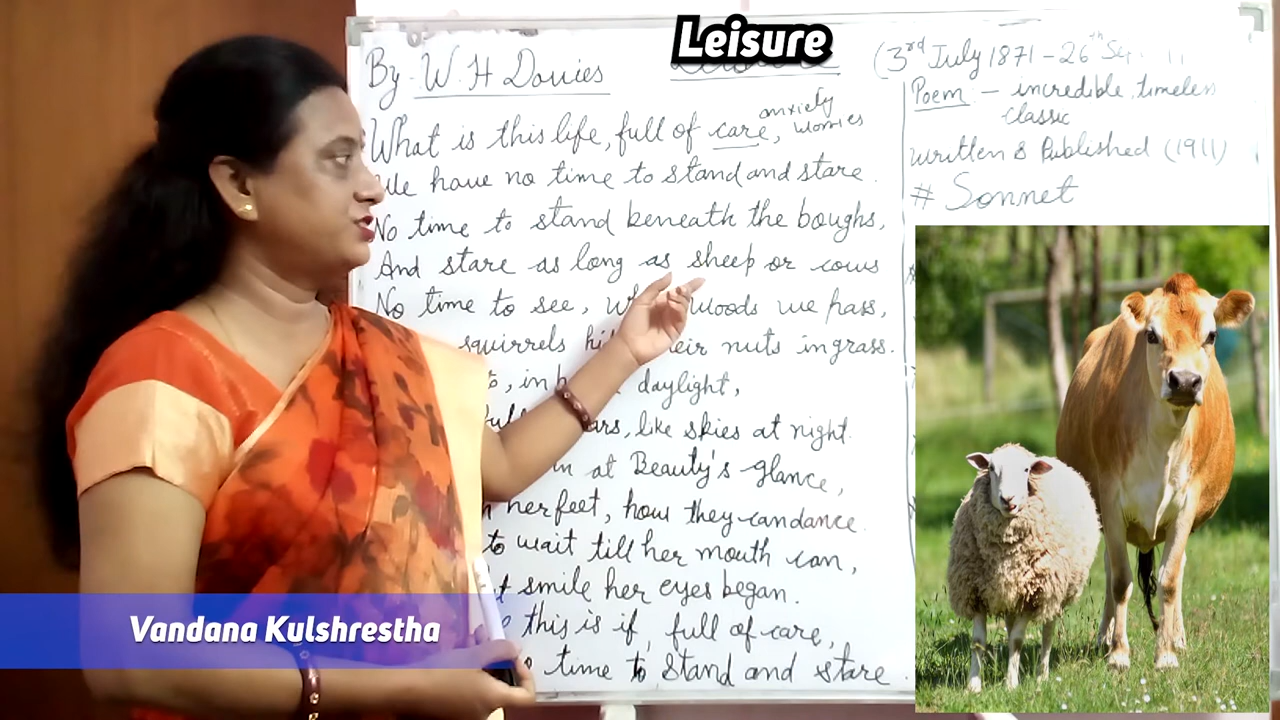 Leisure
By - W. H Davies
(3rd July 1871 - 26th Sep
Poem :- incredible, timeless
classic
written & Published (1911)
# Sonnet
anxiety
worries
What is this life, full of care,
We have no time to stand and stare.
No time to stand beneath the boughs,
And stare as long as sheep or cows
No time to see, woods we pass,
squirrels their nuts in grass.
, in daylight,
, like skies at night.
at Beauty's glance,
her feet, how they can dance.
to wait till her mouth can,
smile her eyes began.
this is if, full of care,
time to stand and stare.
Vandana Kulshrestha